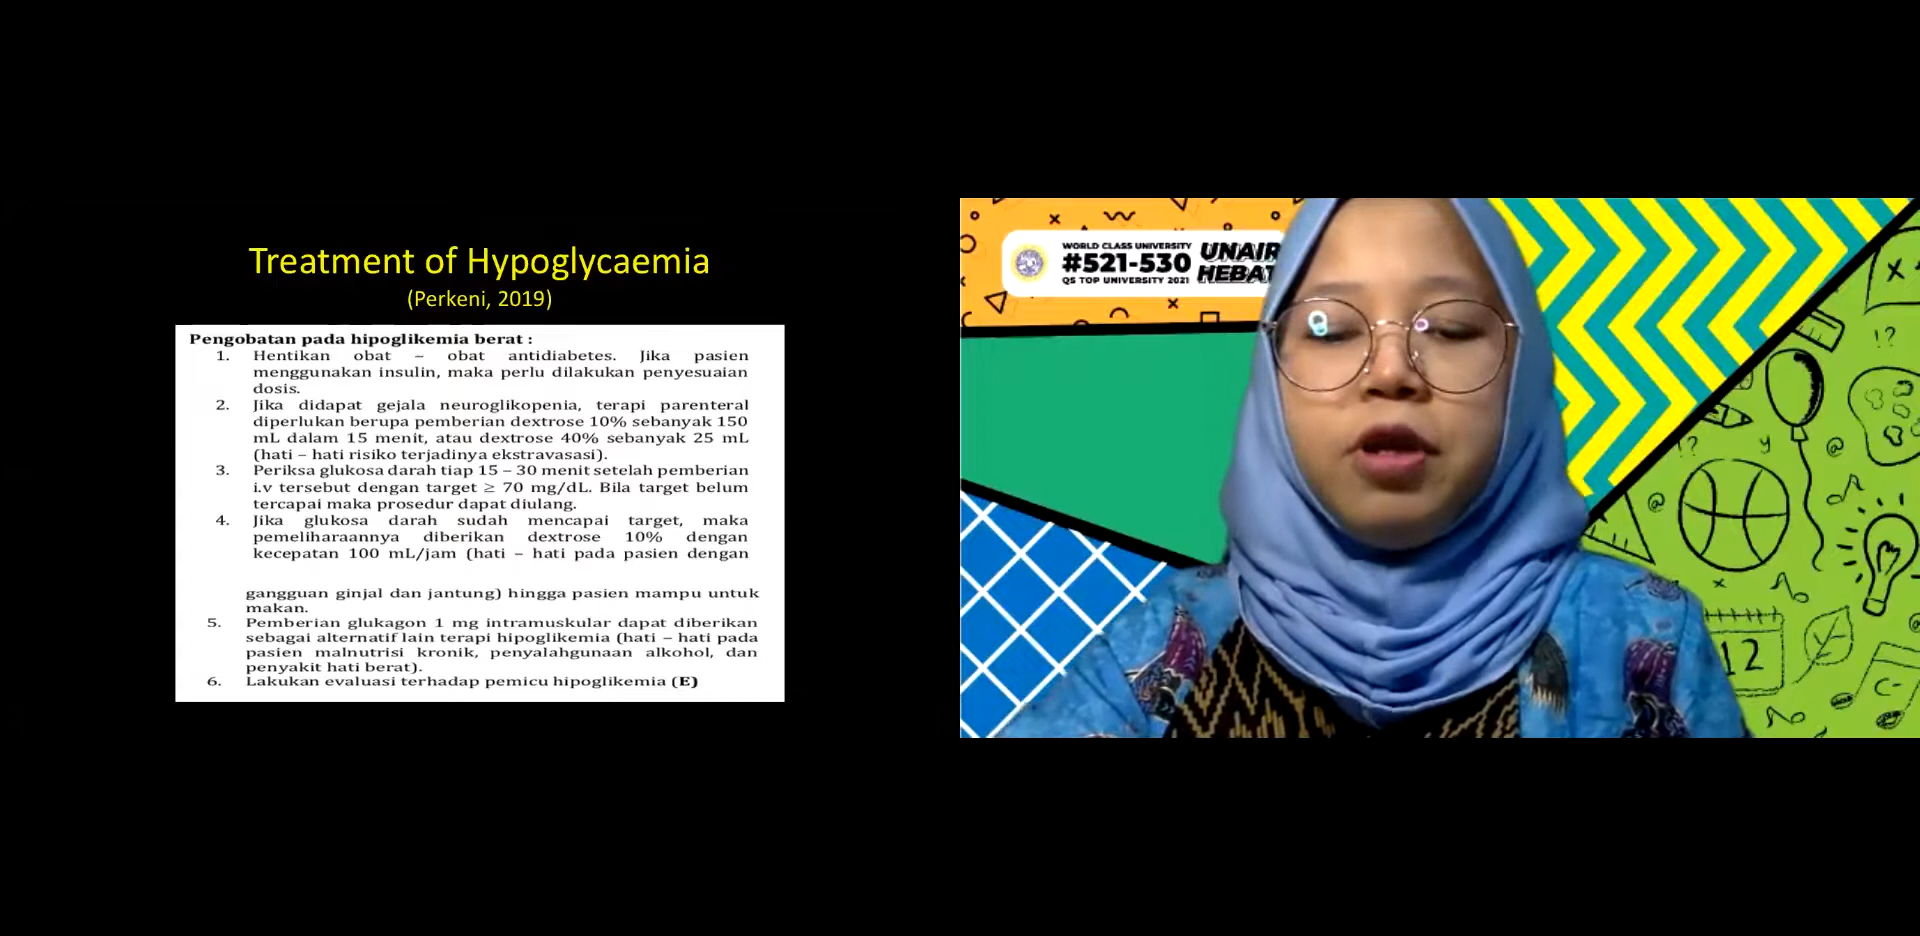 Treatment of Hypoglycaemia
(Perkeni, 2019)
Pengobatan pada hipoglikemia berat :
1. Hentikan obat – obat antidiabetes. Jika pasien
menggunakan insulin, maka perlu dilakukan penyesuaian
dosis.
2. Jika didapat gejala neuroglikopenia, terapi parenteral
diperlukan berupa pemberian dextrose 10% sebanyak 150
mL dalam 15 menit, atau dextrose 40% sebanyak 25 mL
(hati – hati risiko terjadinya ekstravasasi).
3. Periksa glukosa darah tiap 15 – 30 menit setelah pemberian
i.v tersebut dengan target ≥ 70 mg/dL. Bila target belum
tercapai maka prosedur dapat diulang.
4. Jika glukosa darah sudah mencapai target, maka
pemeliharaannya diberikan dextrose 10% dengan
kecepatan 100 mL/jam (hati – hati pada pasien dengan
gangguan ginjal dan jantung) hingga pasien mampu untuk
makan.
5. Pemberian glukagon 1 mg intramuskular dapat diberikan
sebagai alternatif lain terapi hipoglikemia (hati – hati pada
pasien malnutrisi kronik, penyalahgunaan alkohol, dan
penyakit hati berat).
6. Lakukan evaluasi terhadap pemicu hipoglikemia (E)
WORLD CLASS UNIVERSITY
#521-530
QS TOP UNIVERSITY 2021
UNAIR
HEBAT
12